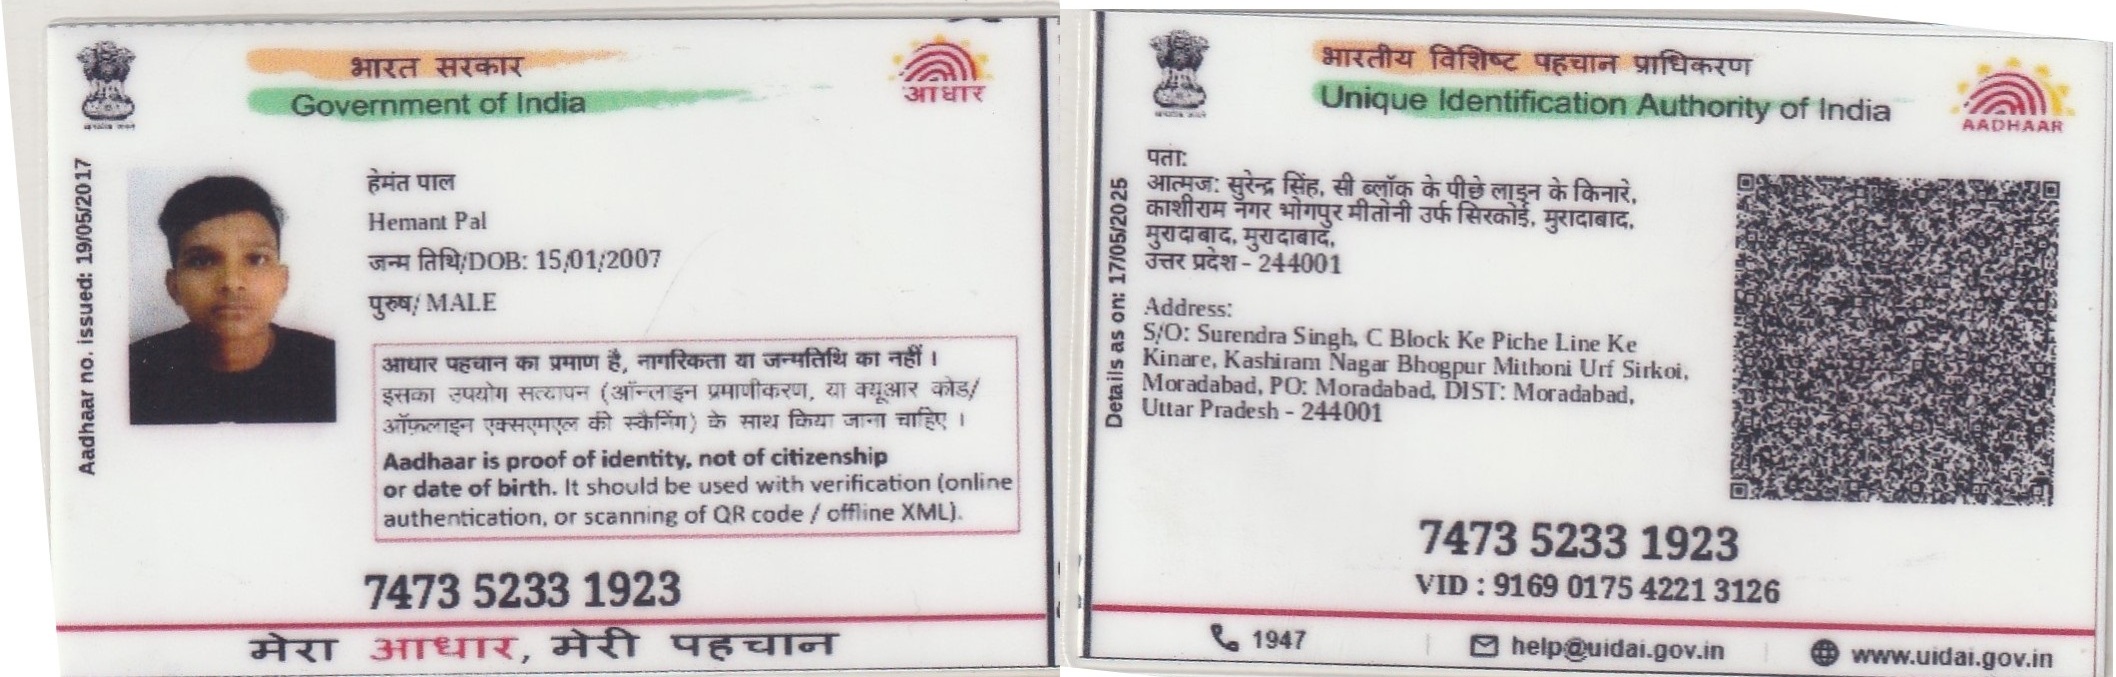 भारत सरकार
Government of India
आधार
Aadhaar no. issued: 19/05/2017
हेमंत पाल
Hemant Pal
जन्म तिथि/DOB: 15/01/2007
पुरुष/ MALE
आधार पहचान का प्रमाण है, नागरिकता या जन्मतिथि का नहीं ।
इसका उपयोग सत्यापन (ऑनलाइन प्रमाणीकरण, या क्यूआर कोड/
ऑफ़लाइन एक्सएमएल की स्कैनिंग) के साथ किया जाना चाहिए ।
Aadhaar is proof of identity, not of citizenship
or date of birth. It should be used with verification (online
authentication, or scanning of QR code / offline XML).
7473 5233 1923
मेरा आधार, मेरी पहचान
भारतीय विशिष्ट पहचान प्राधिकरण
Unique Identification Authority of India
AADHAAR
Details as on: 17/05/2025
पता:
आत्मज: सुरेन्द्र सिंह, सी ब्लॉक के पीछे लाइन के किनारे,
काशीराम नगर भोगपुर मीतोनी उर्फ सिरकोई, मुरादाबाद,
मुरादाबाद, मुरादाबाद,
उत्तर प्रदेश - 244001
Address:
S/O: Surendra Singh, C Block Ke Piche Line Ke
Kinare, Kashiram Nagar Bhogpur Mithoni Urf Sirkoi,
Moradabad, PO: Moradabad, DIST: Moradabad,
Uttar Pradesh - 244001
7473 5233 1923
VID : 9169 0175 4221 3126
1947
help@uidai.gov.in
www.uidai.gov.in